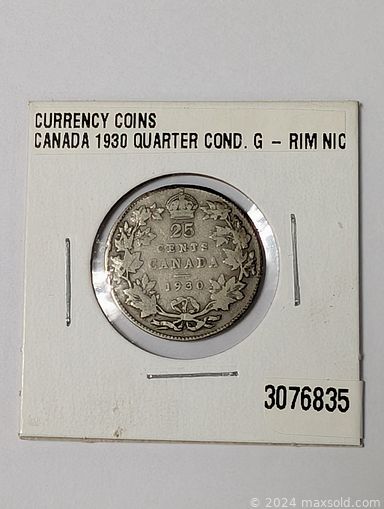 CURRENCY COINS
CANADA 1930 QUARTER COND. G - RIM NIC
25
CENTS
CANADA
1930
3076835
© 2024 maxsold.com